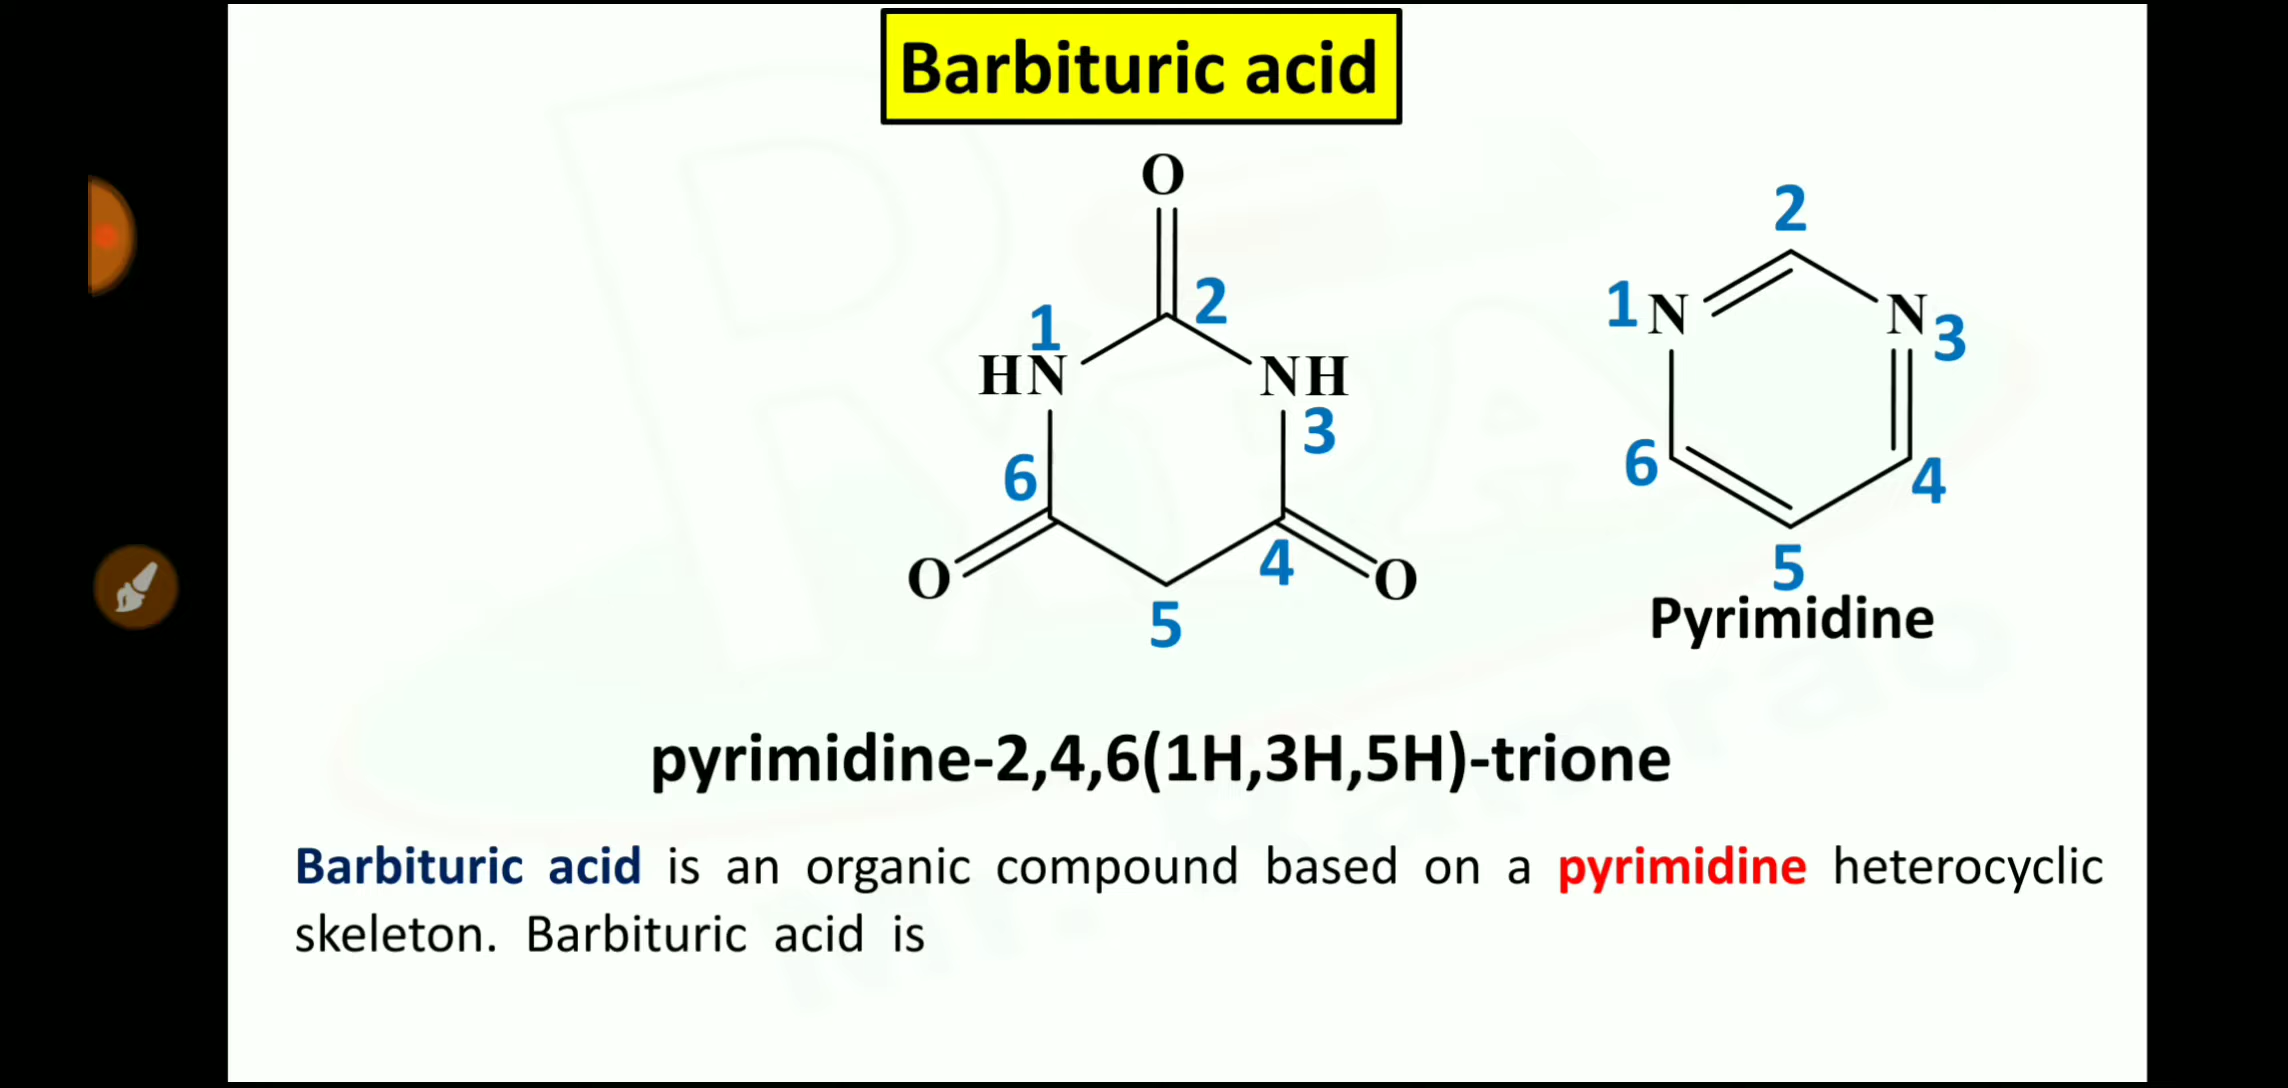 Barbituric acid
O
2
1
HN
NH
3
6
O
4
O
5
2
1 N
N 3
6
4
5
Pyrimidine
pyrimidine-2,4,6(1H,3H,5H)-trione
Barbituric acid is an organic compound based on a pyrimidine heterocyclic
skeleton. Barbituric acid is